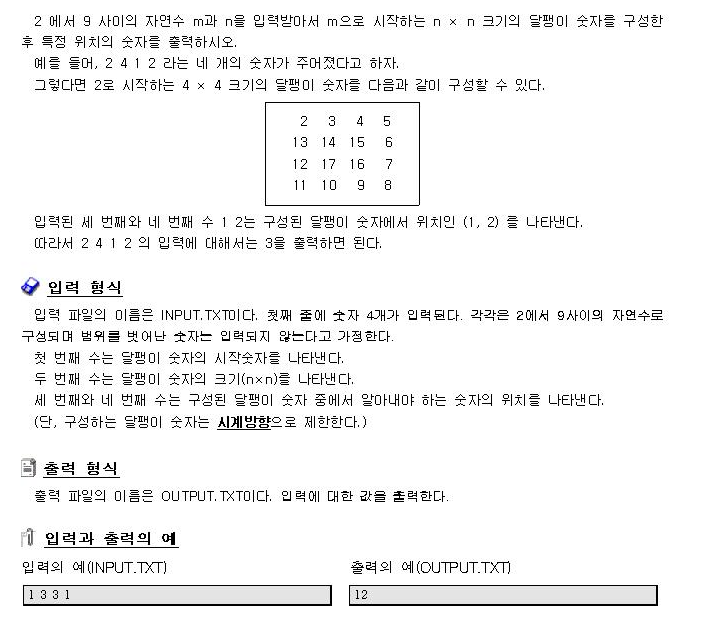 2 에서 9 사이의 자연수 m과 n을 입력받아서 m으로 시작하는 n × n 크기의 달팽이 숫자를 구성한
후 특정 위치의 숫자를 출력하시오.
예를 들어, 2 4 1 2 라는 네 개의 숫자가 주어졌다고 하자.
그렇다면 2로 시작하는 4 × 4 크기의 달팽이 숫자를 다음과 같이 구성할 수 있다.
2 3 4 5
13 14 15 6
12 17 16 7
11 10 9 8
입력된 세 번째와 네 번째 수 1 2는 구성된 달팽이 숫자에서 위치인 (1, 2) 를 나타낸다.
따라서 2 4 1 2 의 입력에 대해서는 3을 출력하면 된다.
입력 형식
입력 파일의 이름은 INPUT.TXT이다. 첫째 줄에 숫자 4개가 입력된다. 각각은 2에서 9사이의 자연수로
구성되며 범위를 벗어난 숫자는 입력되지 않는다고 가정한다.
첫 번째 수는 달팽이 숫자의 시작숫자를 나타낸다.
두 번째 수는 달팽이 숫자의 크기(n×n)를 나타낸다.
세 번째와 네 번째 수는 구성된 달팽이 숫자 중에서 알아내야 하는 숫자의 위치를 나타낸다.
(단, 구성하는 달팽이 숫자는 시계방향으로 제한한다.)
출력 형식
출력 파일의 이름은 OUTPUT.TXT이다. 입력에 대한 값을 출력한다.
입력과 출력의 예
입력의 예(INPUT.TXT) 출력의 예(OUTPUT.TXT)
1 3 3 1 12